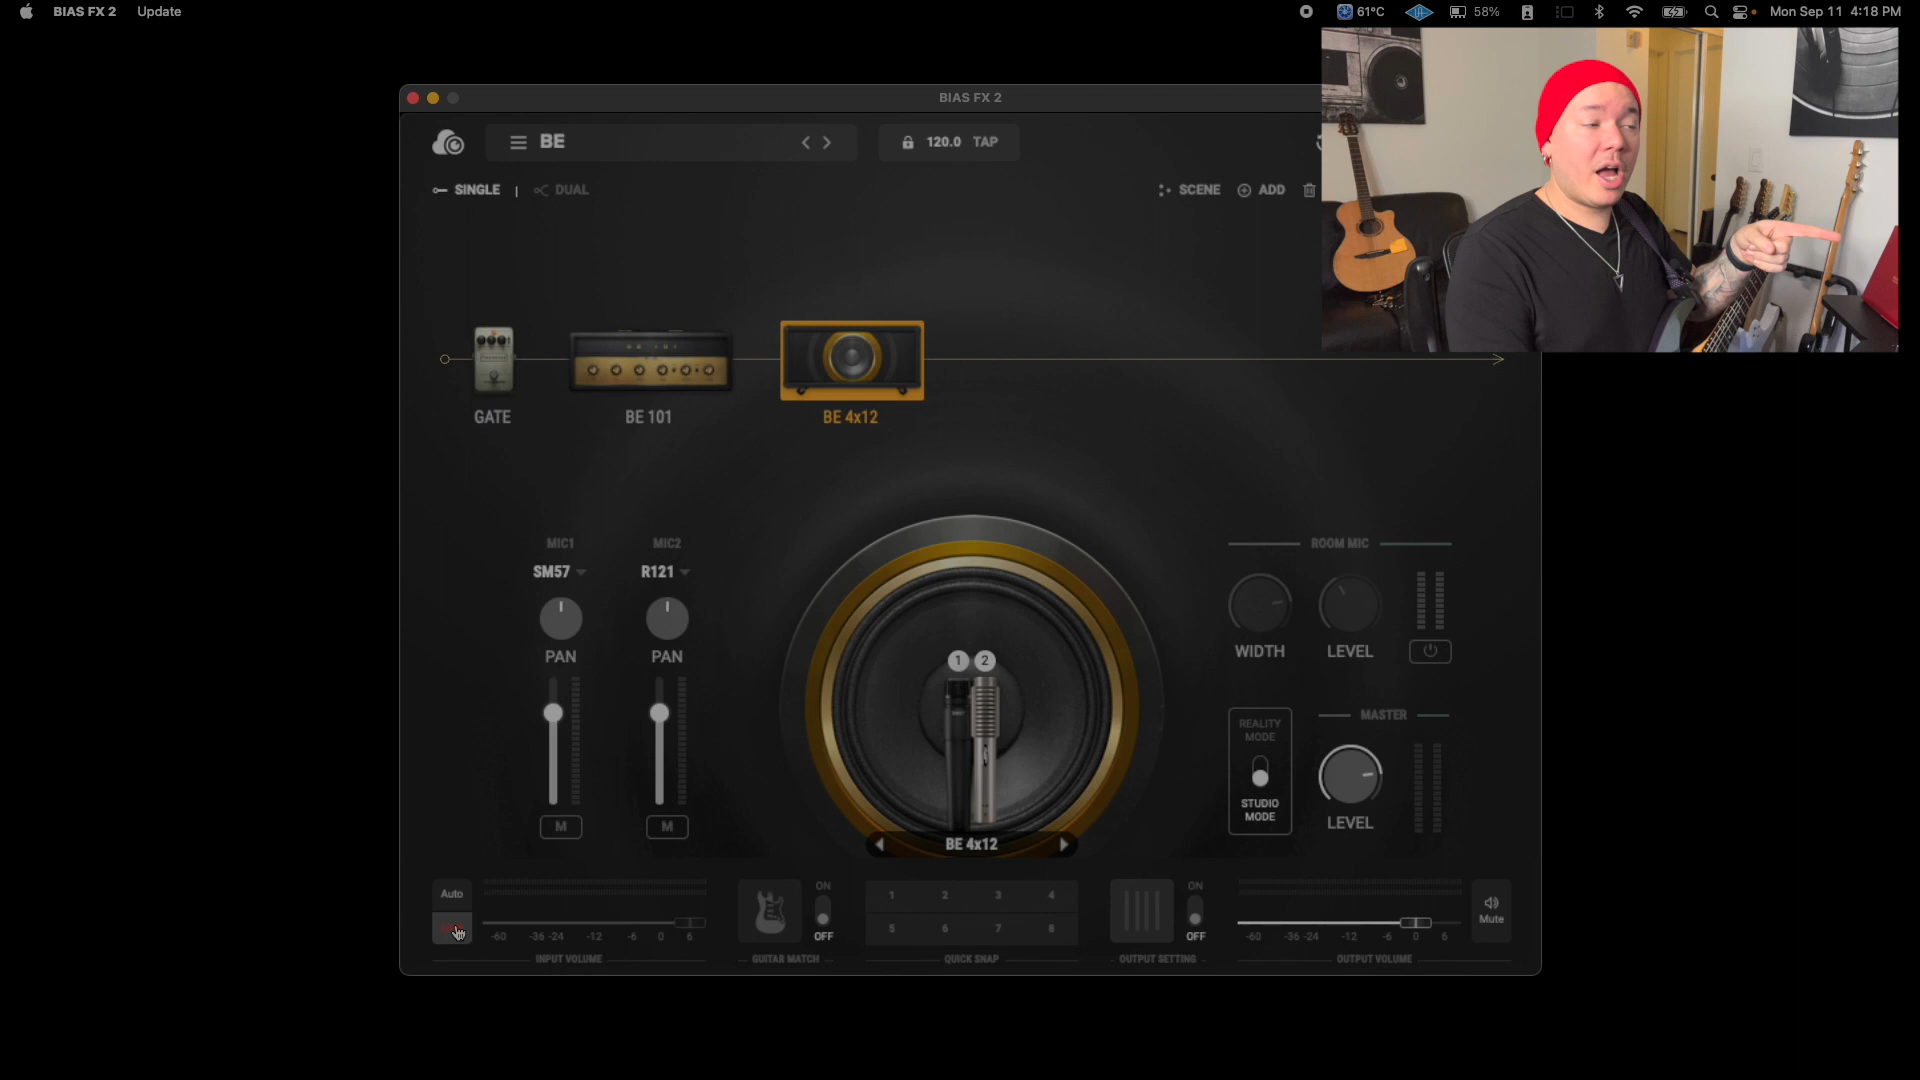 BIAS FX 2 Update 61°C 58% Mon Sep 11 4:18 PM
BIAS FX 2
BE 120.0 TAP
SINGLE | DUAL SCENE ADD
GATE BE 101 BE 4x12
MIC1 MIC2 ROOM MIC
SM57 R121
PAN PAN WIDTH LEVEL
1 2
MASTER
REALITY
MODE
STUDIO
MODE
LEVEL
M M
BE 4x12
Auto ON 1 2 3 4 ON
Mute
5 6 7 8
-60 -36 -24 -12 -6 0 6 OFF OFF -60 -36 -24 -12 -6 0 6
INPUT VOLUME GUITAR MATCH QUICK SNAP OUTPUT SETTING OUTPUT VOLUME